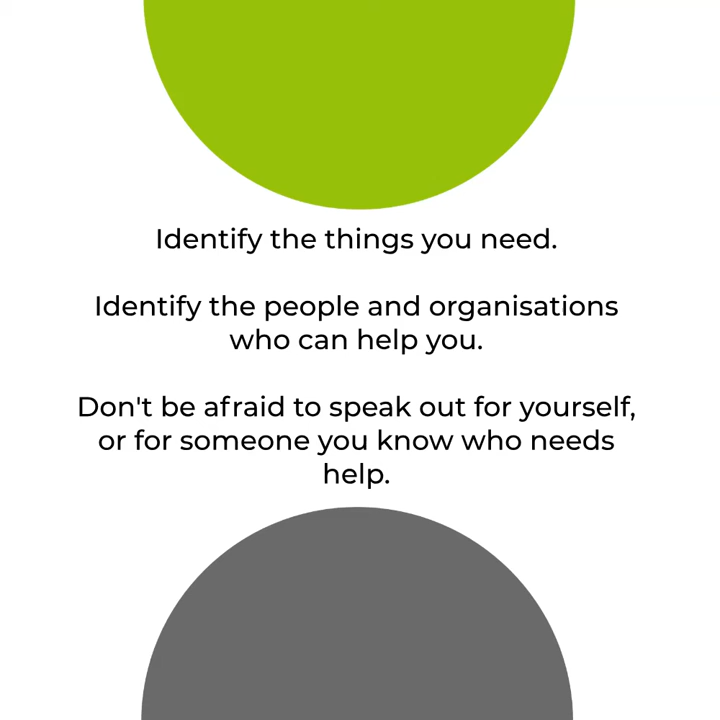 Identify the things you need.
Identify the people and organisations
who can help you.
Don't be afraid to speak out for yourself,
or for someone you know who needs
help.